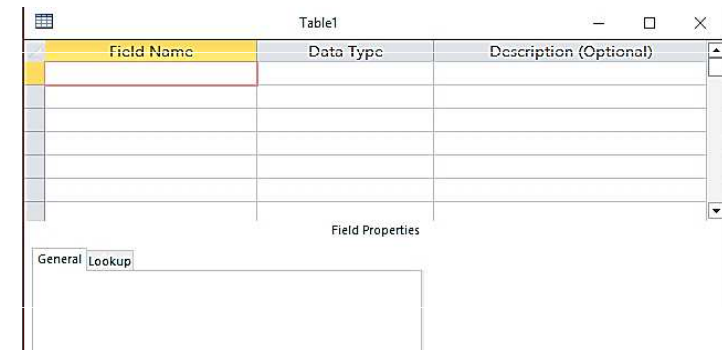 Table1
Field Name Data Type Description (Optional)
Field Properties
General Lookup